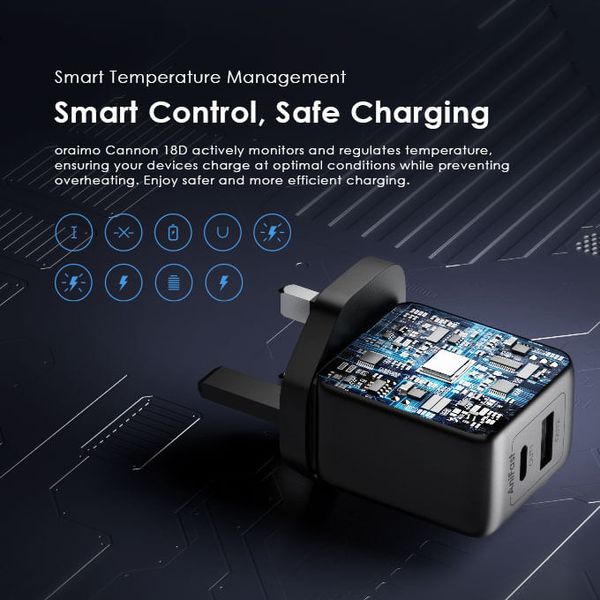 Smart Temperature Management
Smart Control, Safe Charging
oraimo Cannon 18D actively monitors and regulates temperature,
ensuring your devices charge at optimal conditions while preventing
overheating. Enjoy safer and more efficient charging.
AniFast